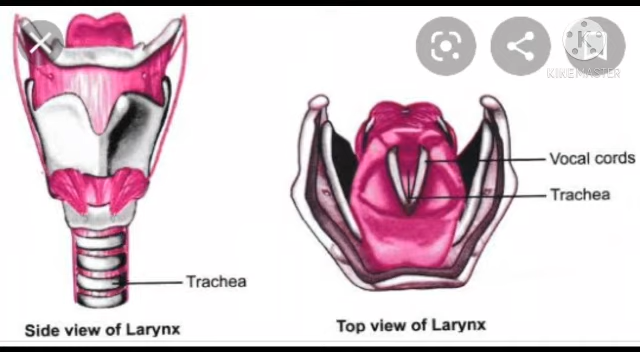 KINEMASTER
Vocal cords
Trachea
Trachea
Side view of Larynx
Top view of Larynx